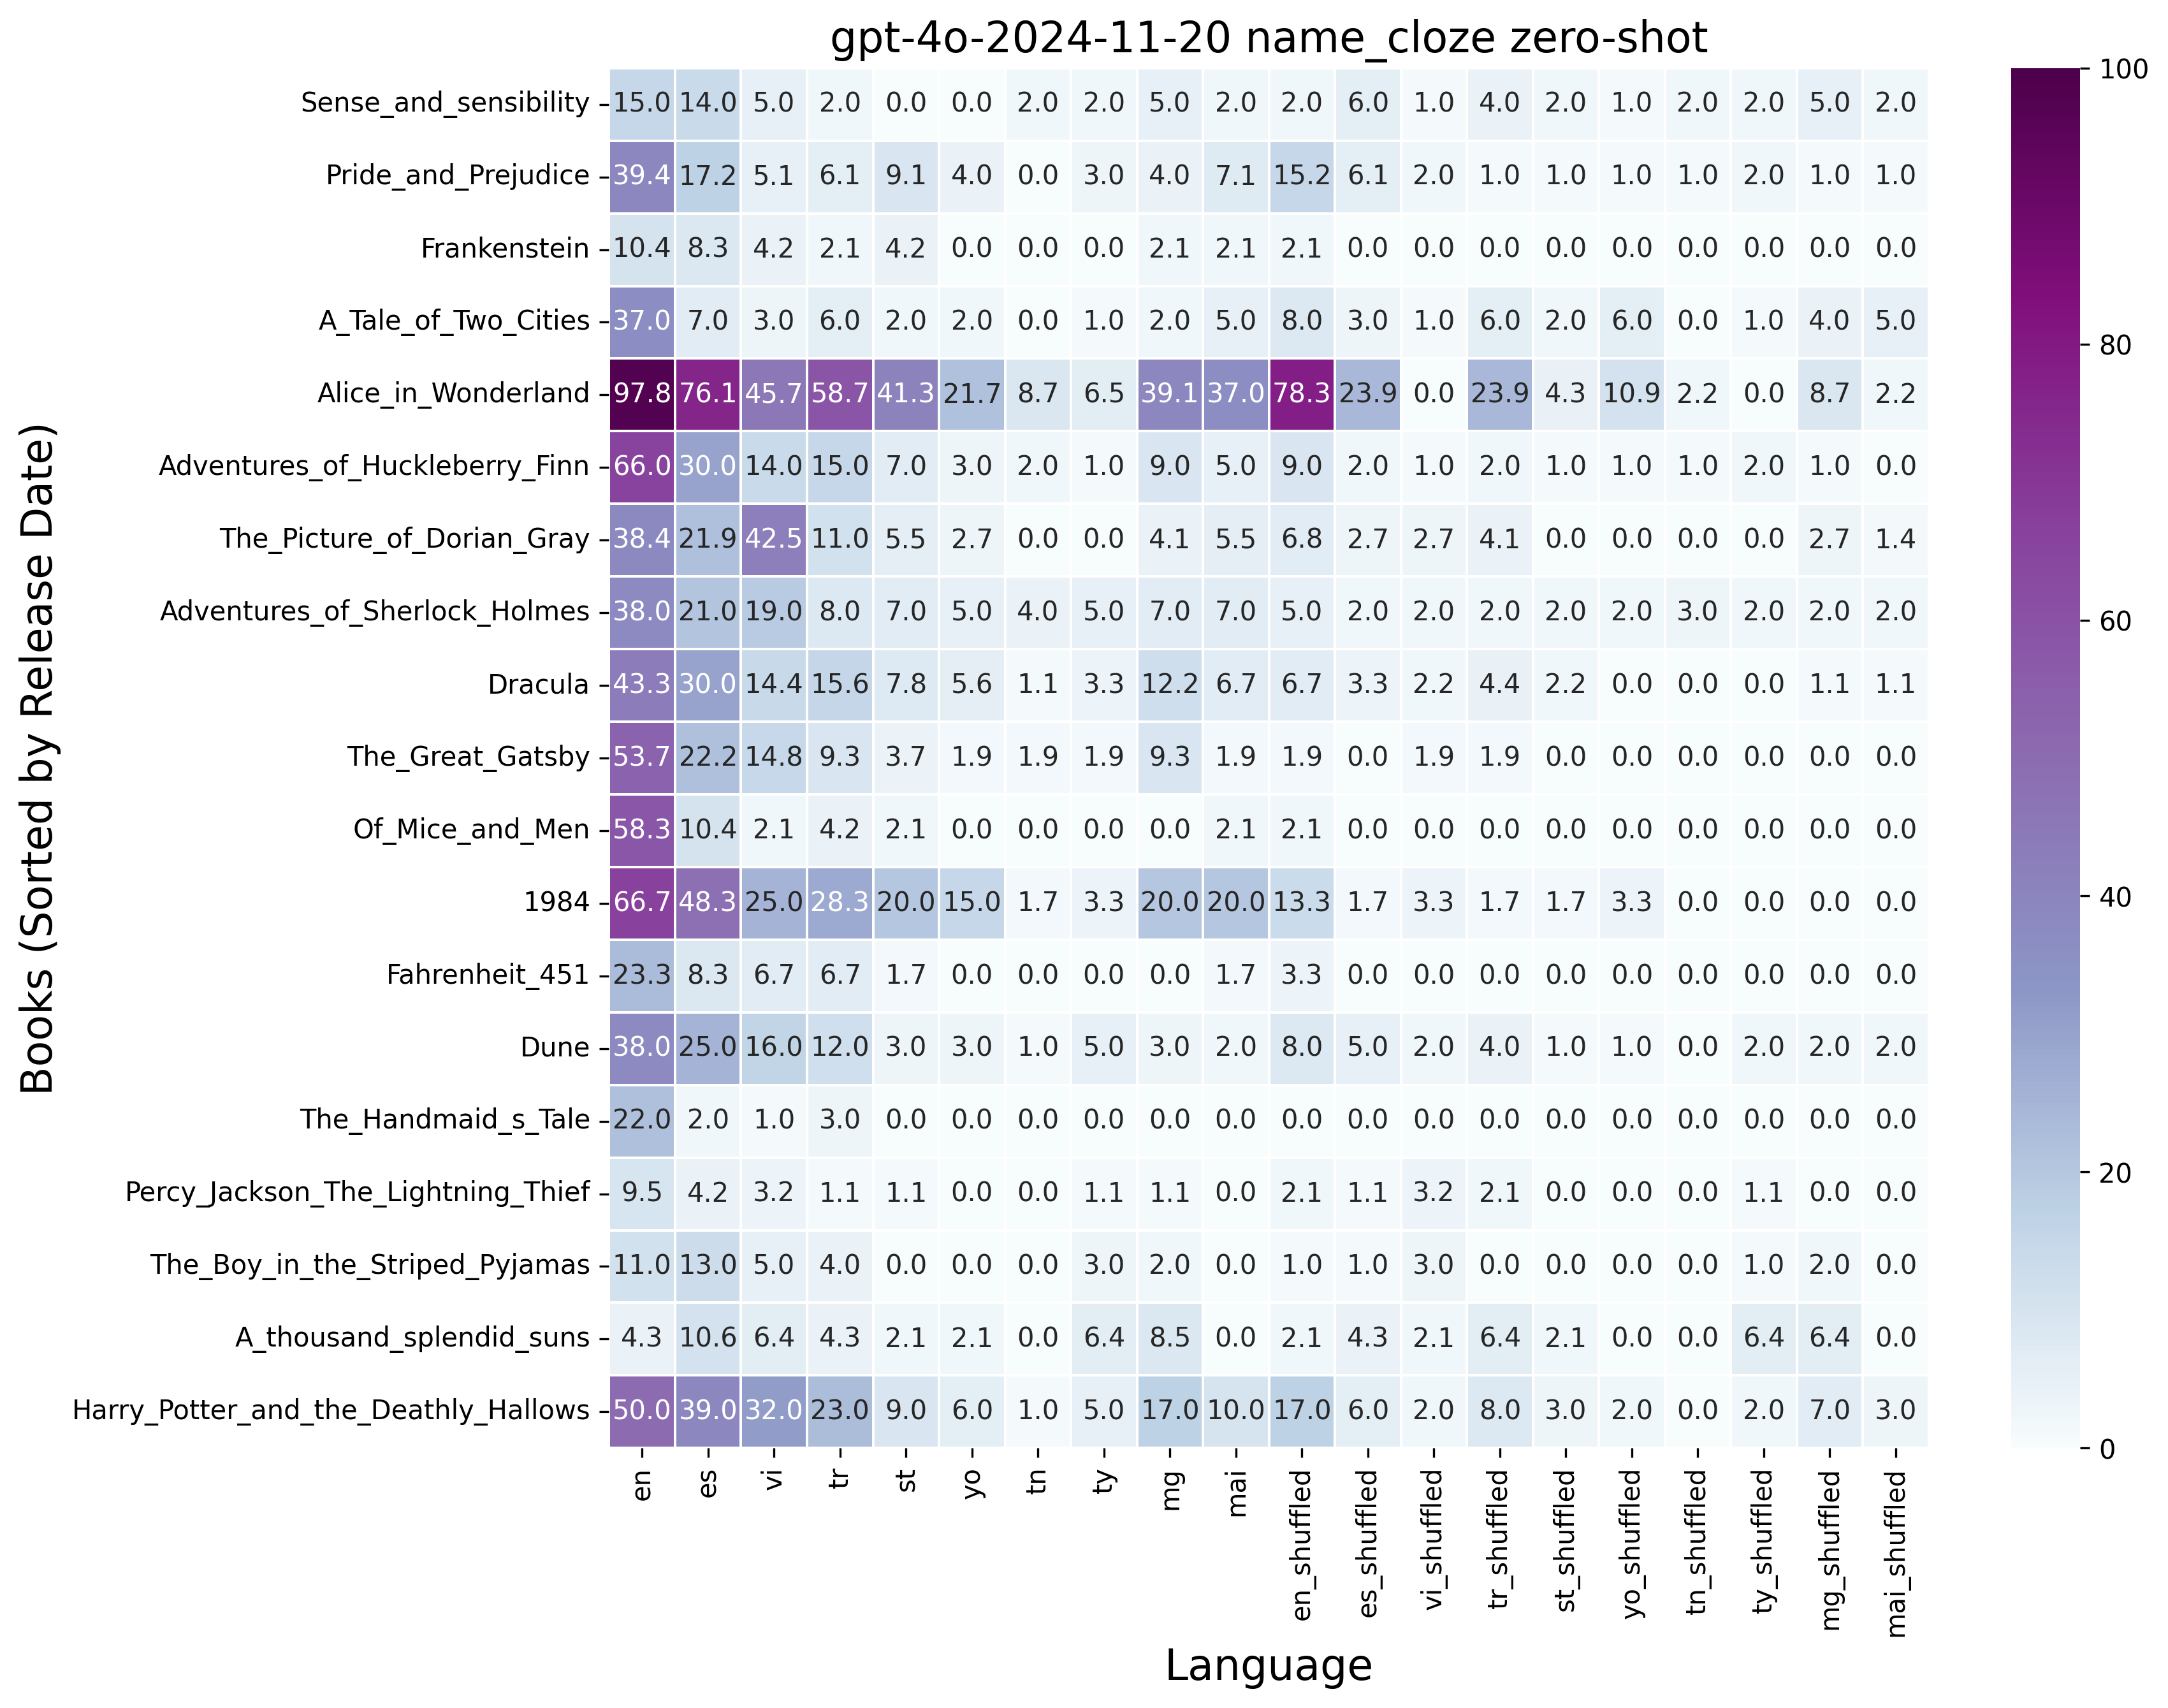 gpt-4o-2024-11-20 name_cloze zero-shot
Books (Sorted by Release Date)
Sense_and_sensibility 15.0 14.0 5.0 2.0 0.0 0.0 2.0 2.0 5.0 2.0 2.0 6.0 1.0 4.0 2.0 1.0 2.0 2.0 5.0 2.0
Pride_and_Prejudice 39.4 17.2 5.1 6.1 9.1 4.0 0.0 3.0 4.0 7.1 15.2 6.1 2.0 1.0 1.0 1.0 1.0 2.0 1.0 1.0
Frankenstein 10.4 8.3 4.2 2.1 4.2 0.0 0.0 0.0 2.1 2.1 2.1 0.0 0.0 0.0 0.0 0.0 0.0 0.0 0.0 0.0
A_Tale_of_Two_Cities 37.0 7.0 3.0 6.0 2.0 2.0 0.0 1.0 2.0 5.0 8.0 3.0 1.0 6.0 2.0 6.0 0.0 1.0 4.0 5.0
Alice_in_Wonderland 97.8 76.1 45.7 58.7 41.3 21.7 8.7 6.5 39.1 37.0 78.3 23.9 0.0 23.9 4.3 10.9 2.2 0.0 8.7 2.2
Adventures_of_Huckleberry_Finn 66.0 30.0 14.0 15.0 7.0 3.0 2.0 1.0 9.0 5.0 9.0 2.0 1.0 2.0 1.0 1.0 1.0 2.0 1.0 0.0
The_Picture_of_Dorian_Gray 38.4 21.9 42.5 11.0 5.5 2.7 0.0 0.0 4.1 5.5 6.8 2.7 2.7 4.1 0.0 0.0 0.0 0.0 2.7 1.4
Adventures_of_Sherlock_Holmes 38.0 21.0 19.0 8.0 7.0 5.0 4.0 5.0 7.0 7.0 5.0 2.0 2.0 2.0 2.0 2.0 3.0 2.0 2.0 2.0
Dracula 43.3 30.0 14.4 15.6 7.8 5.6 1.1 3.3 12.2 6.7 6.7 3.3 2.2 4.4 2.2 0.0 0.0 0.0 1.1 1.1
The_Great_Gatsby 53.7 22.2 14.8 9.3 3.7 1.9 1.9 1.9 9.3 1.9 1.9 0.0 1.9 1.9 0.0 0.0 0.0 0.0 0.0 0.0
Of_Mice_and_Men 58.3 10.4 2.1 4.2 2.1 0.0 0.0 0.0 0.0 2.1 2.1 0.0 0.0 0.0 0.0 0.0 0.0 0.0 0.0 0.0
1984 66.7 48.3 25.0 28.3 20.0 15.0 1.7 3.3 20.0 20.0 13.3 1.7 3.3 1.7 1.7 3.3 0.0 0.0 0.0 0.0
Fahrenheit_451 23.3 8.3 6.7 6.7 1.7 0.0 0.0 0.0 0.0 1.7 3.3 0.0 0.0 0.0 0.0 0.0 0.0 0.0 0.0 0.0
Dune 38.0 25.0 16.0 12.0 3.0 3.0 1.0 5.0 3.0 2.0 8.0 5.0 2.0 4.0 1.0 1.0 0.0 2.0 2.0 2.0
The_Handmaid_s_Tale 22.0 2.0 1.0 3.0 0.0 0.0 0.0 0.0 0.0 0.0 0.0 0.0 0.0 0.0 0.0 0.0 0.0 0.0 0.0 0.0
Percy_Jackson_The_Lightning_Thief 9.5 4.2 3.2 1.1 1.1 0.0 0.0 1.1 1.1 0.0 2.1 1.1 3.2 2.1 0.0 0.0 0.0 1.1 0.0 0.0
The_Boy_in_the_Striped_Pyjamas 11.0 13.0 5.0 4.0 0.0 0.0 0.0 3.0 2.0 0.0 1.0 1.0 3.0 0.0 0.0 0.0 0.0 1.0 2.0 0.0
A_thousand_splendid_suns 4.3 10.6 6.4 4.3 2.1 2.1 0.0 6.4 8.5 0.0 2.1 4.3 2.1 6.4 2.1 0.0 0.0 6.4 6.4 0.0
Harry_Potter_and_the_Deathly_Hallows 50.0 39.0 32.0 23.0 9.0 6.0 1.0 5.0 17.0 10.0 17.0 6.0 2.0 8.0 3.0 2.0 0.0 2.0 7.0 3.0
en es vi tr st yo tn ty mg mai en_shuffled es_shuffled vi_shuffled tr_shuffled st_shuffled yo_shuffled tn_shuffled ty_shuffled mg_shuffled mai_shuffled
Language
100
80
60
40
20
0